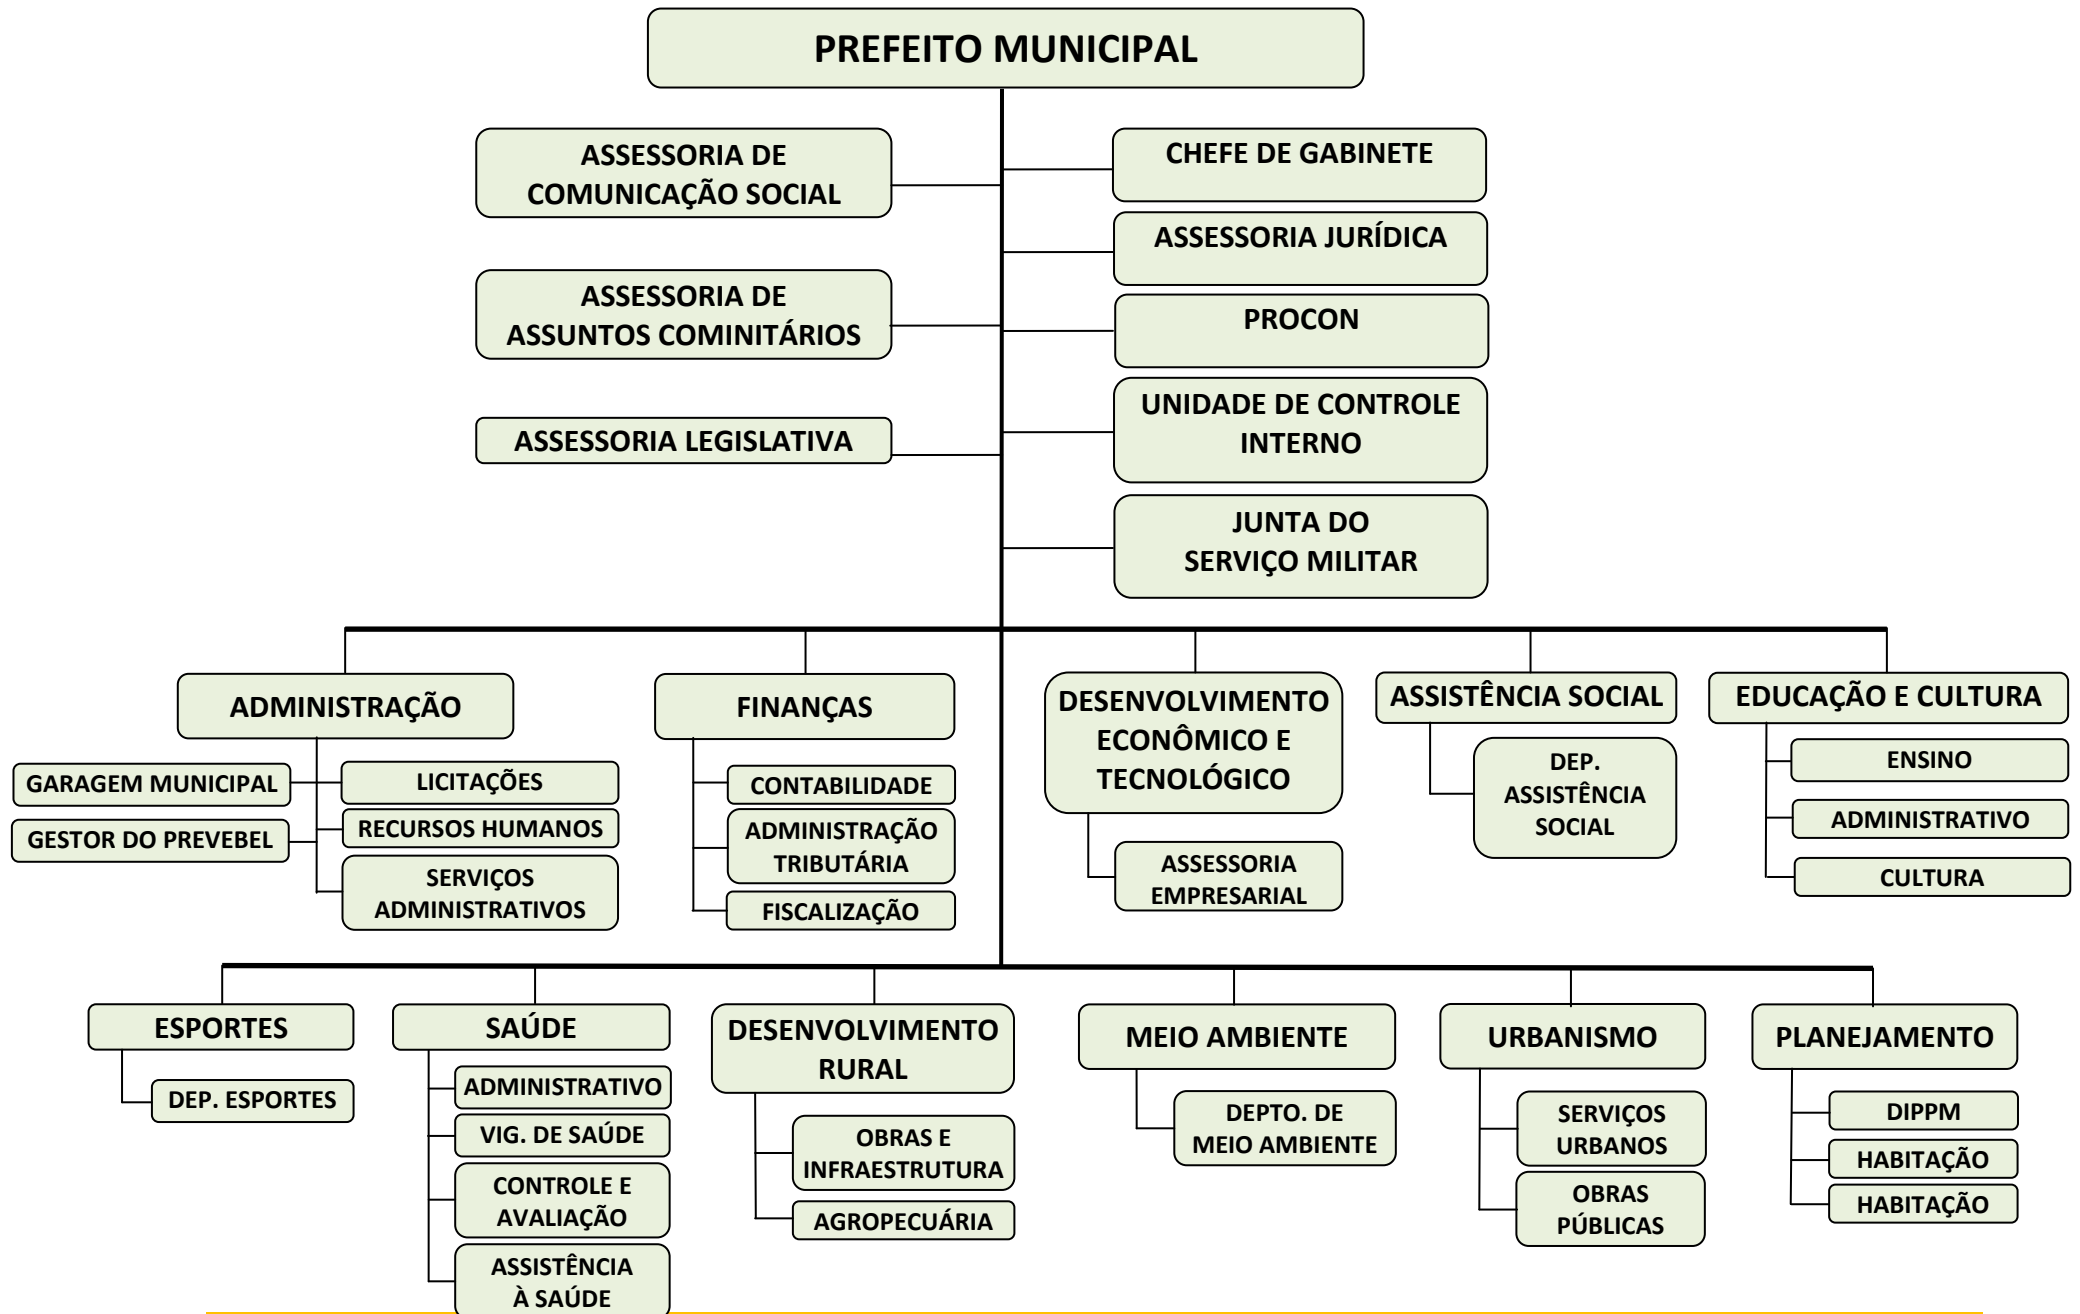 PREFEITO MUNICIPAL
ASSESSORIA DE
COMUNICAÇÃO SOCIAL
CHEFE DE GABINETE
ASSESSORIA JURÍDICA
ASSESSORIA DE
ASSUNTOS COMINITÁRIOS
PROCON
UNIDADE DE CONTROLE
INTERNO
ASSESSORIA LEGISLATIVA
JUNTA DO
SERVIÇO MILITAR
ADMINISTRAÇÃO
GARAGEM MUNICIPAL
LICITAÇÕES
RECURSOS HUMANOS
GESTOR DO PREVEBEL
SERVIÇOS
ADMINISTRATIVOS
FINANÇAS
CONTABILIDADE
ADMINISTRAÇÃO
TRIBUTÁRIA
FISCALIZAÇÃO
DESENVOLVIMENTO
ECONÔMICO E
TECNOLÓGICO
ASSESSORIA
EMPRESARIAL
ASSISTÊNCIA SOCIAL
DEP.
ASSISTÊNCIA
SOCIAL
EDUCAÇÃO E CULTURA
ENSINO
ADMINISTRATIVO
CULTURA
ESPORTES
DEP. ESPORTES
SAÚDE
ADMINISTRATIVO
VIG. DE SAÚDE
CONTROLE E
AVALIAÇÃO
ASSISTÊNCIA
À SAÚDE
DESENVOLVIMENTO
RURAL
OBRAS E
INFRAESTRUTURA
AGROPECUÁRIA
MEIO AMBIENTE
DEPTO. DE
MEIO AMBIENTE
URBANISMO
SERVIÇOS
URBANOS
OBRAS
PÚBLICAS
PLANEJAMENTO
DIPPM
HABITAÇÃO
HABITAÇÃO